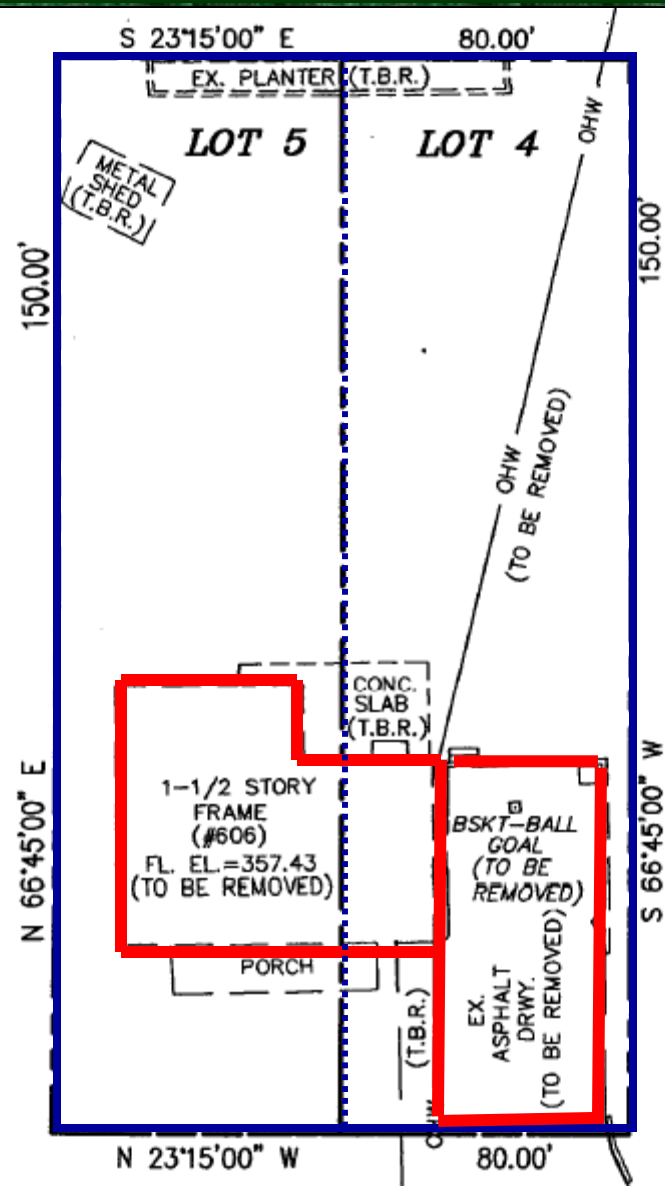 S 23°15'00" E
80.00'
EX. PLANTER (T.B.R.)
LOT 5
LOT 4
OHW
METAL
SHED
(T.B.R.)
150.00'
150.00'
OHW
(TO BE REMOVED)
CONC.
SLAB
(T.B.R.)
1-1/2 STORY
FRAME
(#606)
FL. EL.=357.43
(TO BE REMOVED)
BSKT-BALL
GOAL
(TO BE
REMOVED)
N 66°45'00" E
S 66°45'00" W
PORCH
(T.B.R.)
EX.
ASPHALT
DRWY.
(TO BE REMOVED)
OHW
N 23°15'00" W
80.00'